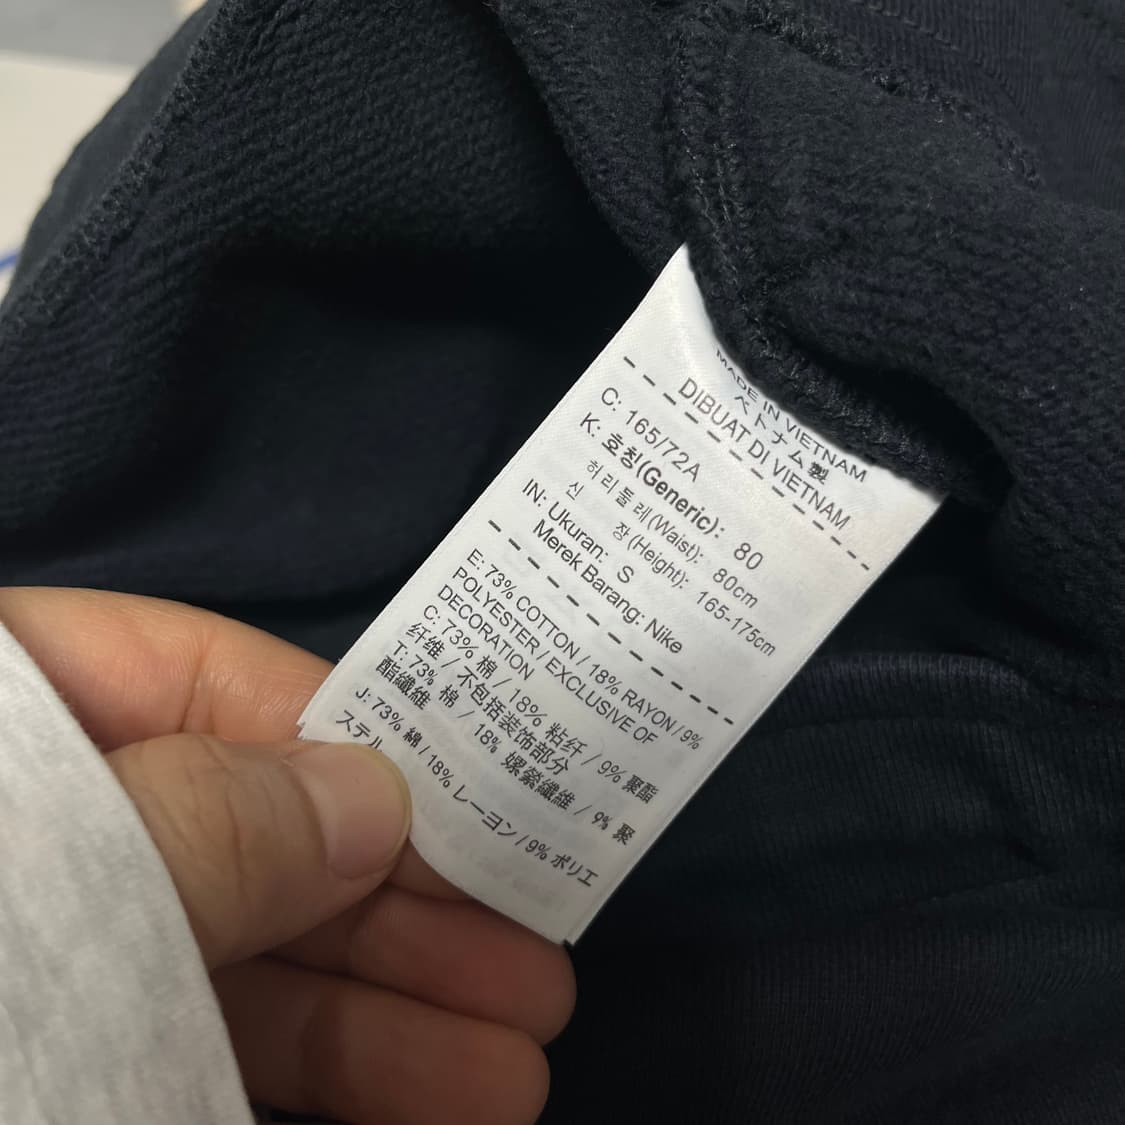 MADE IN VIETNAM
ベトナム製
DIBUAT DI VIETNAM
C: 165/72A
K: 호칭(Generic): 80
허리둘레(Waist): 80cm
신 장(Height): 165-175cm
IN: Ukuran: S
Merek Barang: Nike
E: 73% COTTON / 18% RAYON / 9%
POLYESTER / EXCLUSIVE OF
DECORATION
C: 73% 棉 / 18% 粘纤 / 9% 聚酯
纤维 / 不包括装饰部分
T: 73% 棉 / 18% 嫘縈纖維 / 9% 聚
酯纖維
J: 73% 綿 / 18% レーヨン / 9% ポリエ
ステル